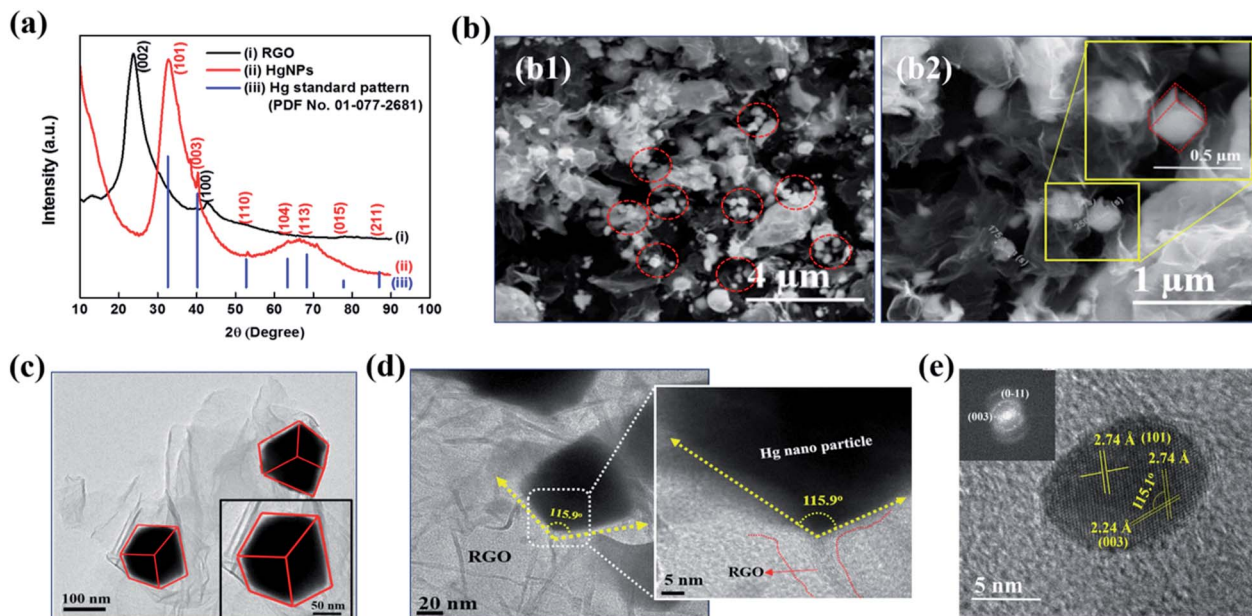 (a)
(i) RGO
(ii) HgNPs
(iii) Hg standard pattern
(PDF No. 01-077-2681)
(002)
(101)
(003)
(100)
(110)
(104)
(113)
(015)
(211)
(i)
(ii)
(iii)
Intensity (a.u.)
10 20 30 40 50 60 70 80 90 100
2θ (Degree)
(b)
(b1)
4 µm
(b2)
0.5 µm
1 µm
(c)
100 nm
50 nm
(d)
115.9°
RGO
20 nm
Hg nano particle
115.9°
RGO
5 nm
(e)
(0-11)
(003)
2.74 Å
(101)
2.74 Å
115.1°
2.24 Å
(003)
5 nm